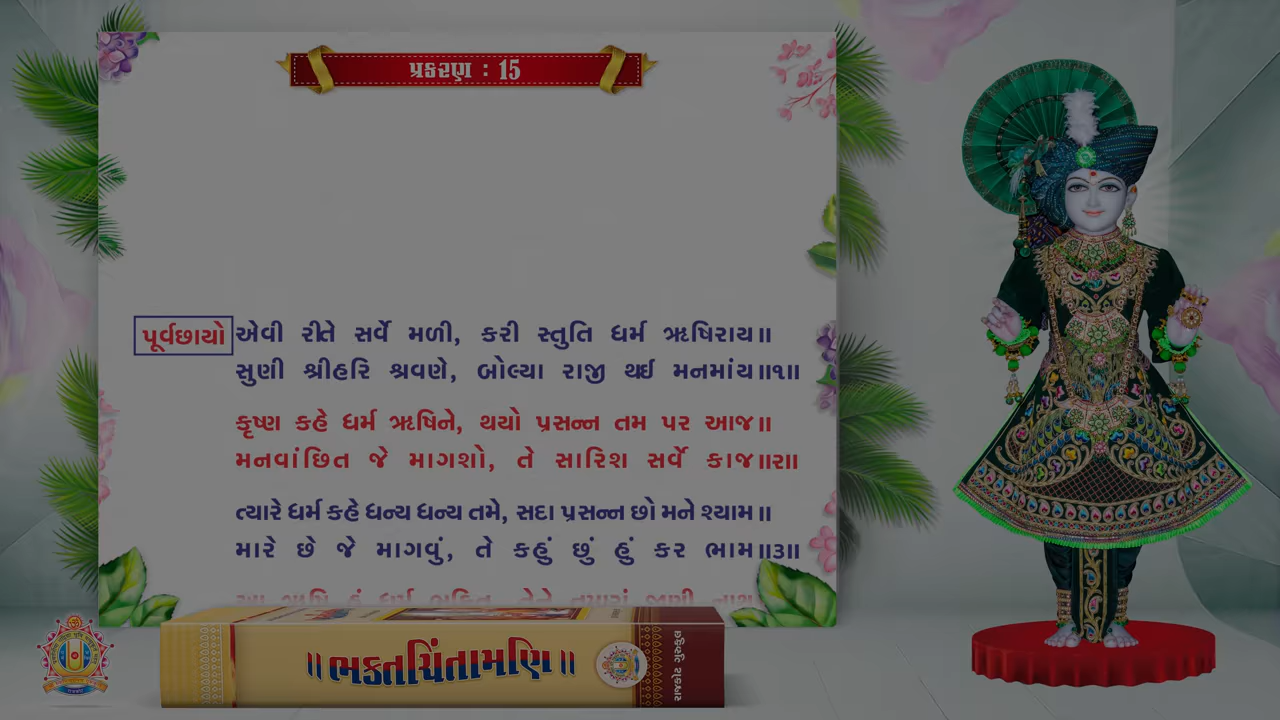 પ્રકરણ : 15
પૂર્વછાયો
એવી રીતે સર્વે મળી, કરી સ્તુતિ ધર્મ ઋષિરાય॥
સુણી શ્રીહરિ શ્રવણે, બોલ્યા રાજી થઈ મનમાંય॥૧॥
કૃષ્ણ કહે ધર્મ ઋષિને, થયો પ્રસન્ન તમ પર આજ॥
મનવાંછિત જે માગશો, તે સારિશ સર્વે કાજ॥૨॥
ત્યારે ધર્મ કહે ધન્ય ધન્ય તમે, સદા પ્રસન્ન છો મને શ્યામ॥
મારે છે જે માગવું, તે કહું છું હું કર ભામ॥૩॥
॥ભક્તચિંતામણિ॥
રાજકોટ ગુરુકુલ